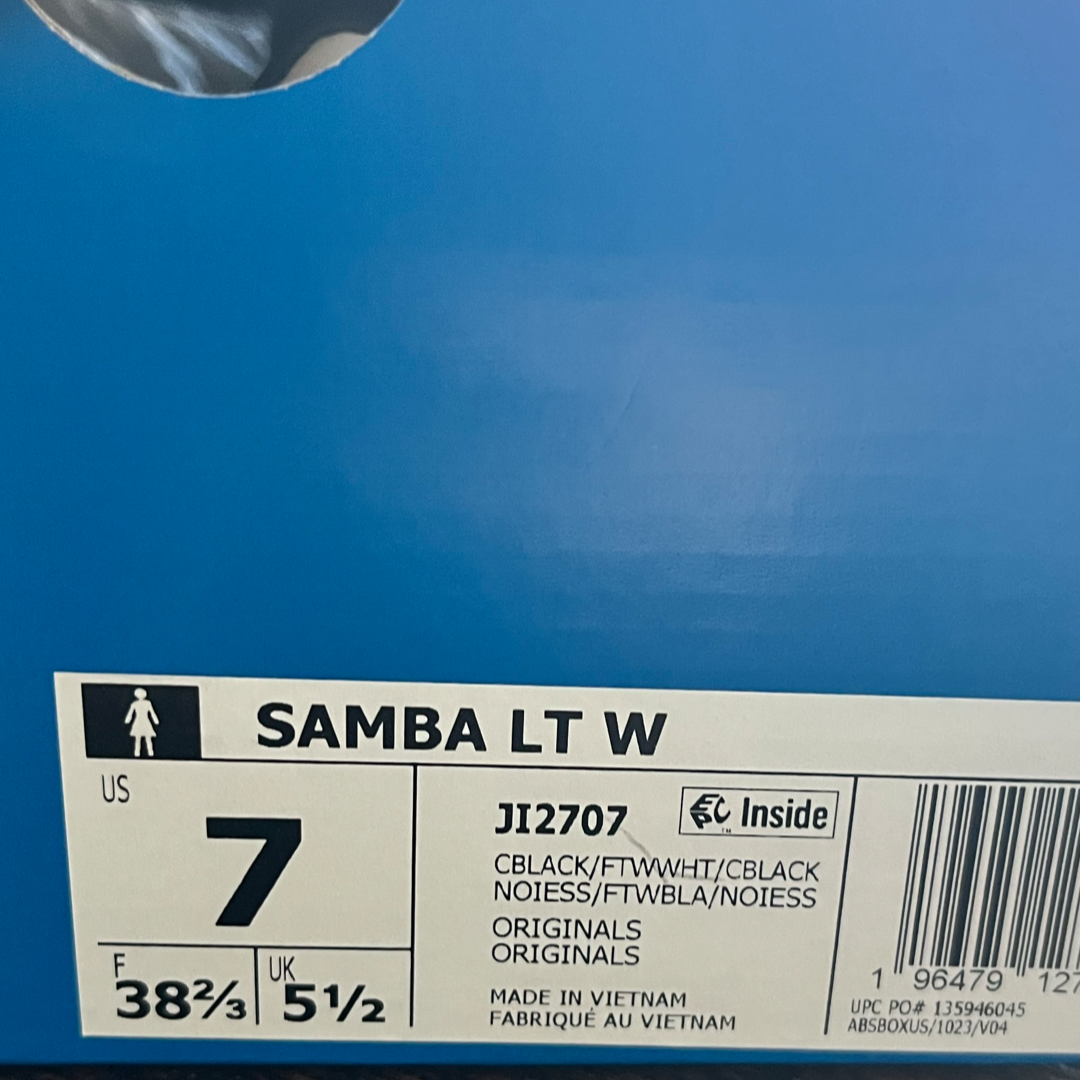 SAMBA LT W
US
7
F
38⅔
UK
5½
JI2707
EPC Inside
CBLACK/FTWWHT/CBLACK
NOIESS/FTWBLA/NOIESS
ORIGINALS
ORIGINALS
MADE IN VIETNAM
FABRIQUÉ AU VIETNAM
1 96479 127
UPC PO# 135946045
ABSBOXUS/1023/V04